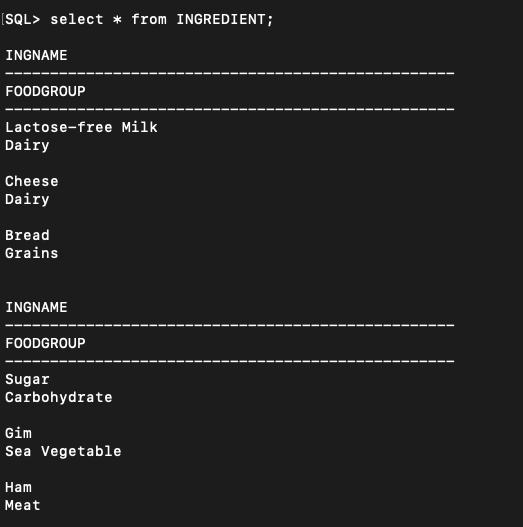 SQL> select * from INGREDIENT;
INGNAME
--------------------------------------------------
FOODGROUP
--------------------------------------------------
Lactose-free Milk
Dairy
Cheese
Dairy
Bread
Grains
INGNAME
--------------------------------------------------
FOODGROUP
--------------------------------------------------
Sugar
Carbohydrate
Gim
Sea Vegetable
Ham
Meat